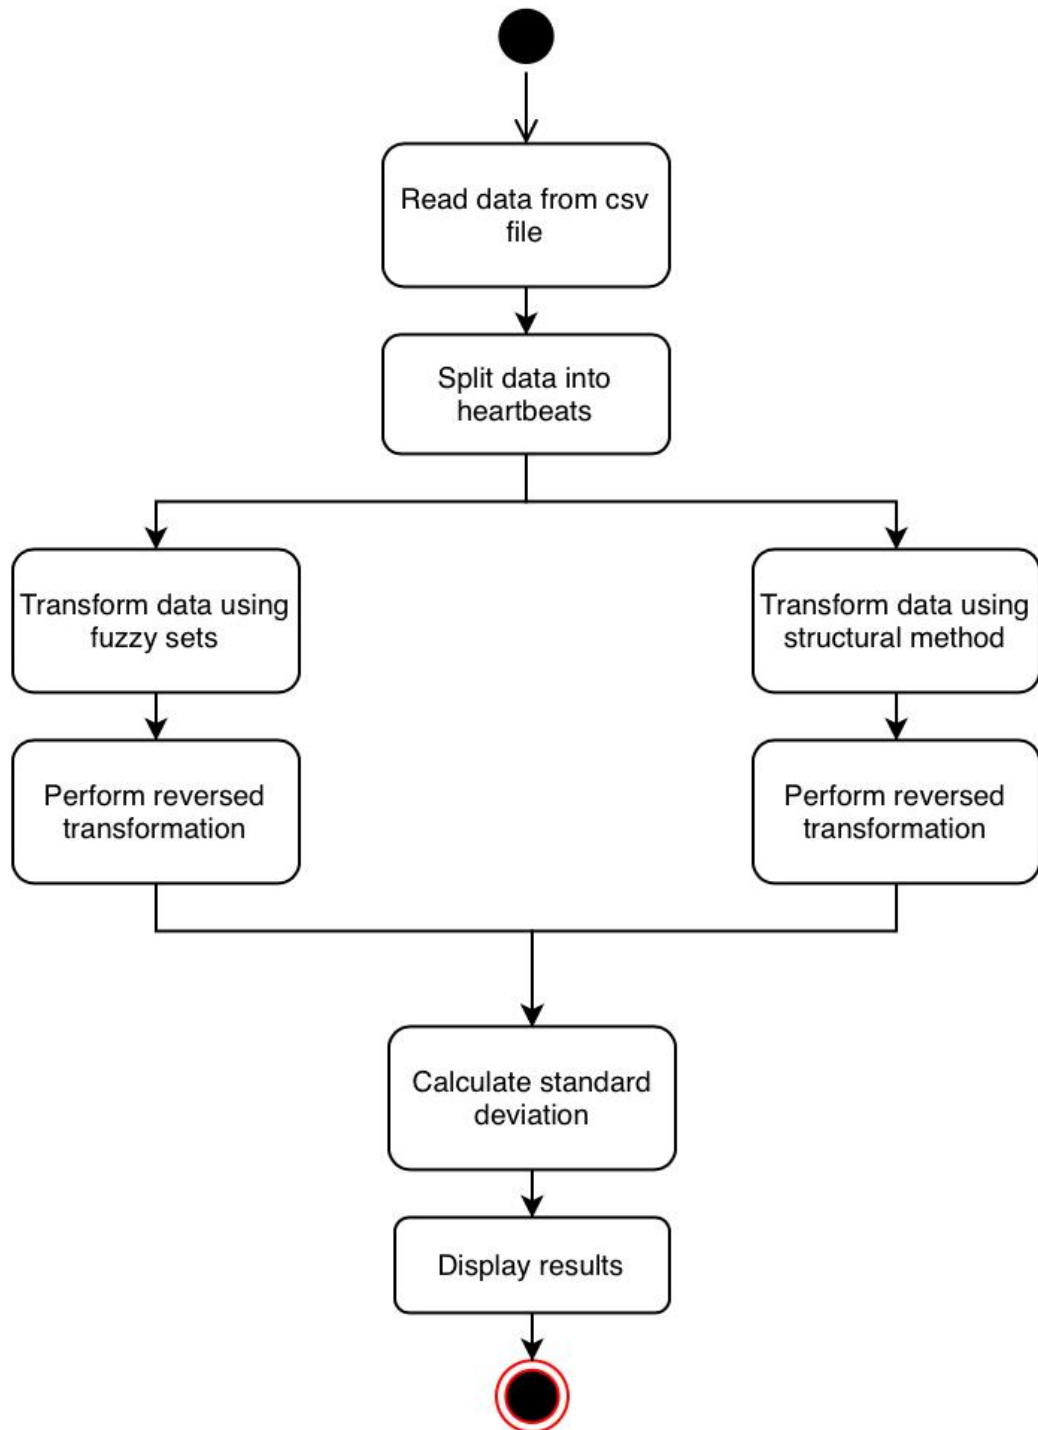 Read data from csv
file
Split data into
heartbeats
Transform data using
fuzzy sets
Transform data using
structural method
Perform reversed
transformation
Perform reversed
transformation
Calculate standard
deviation
Display results